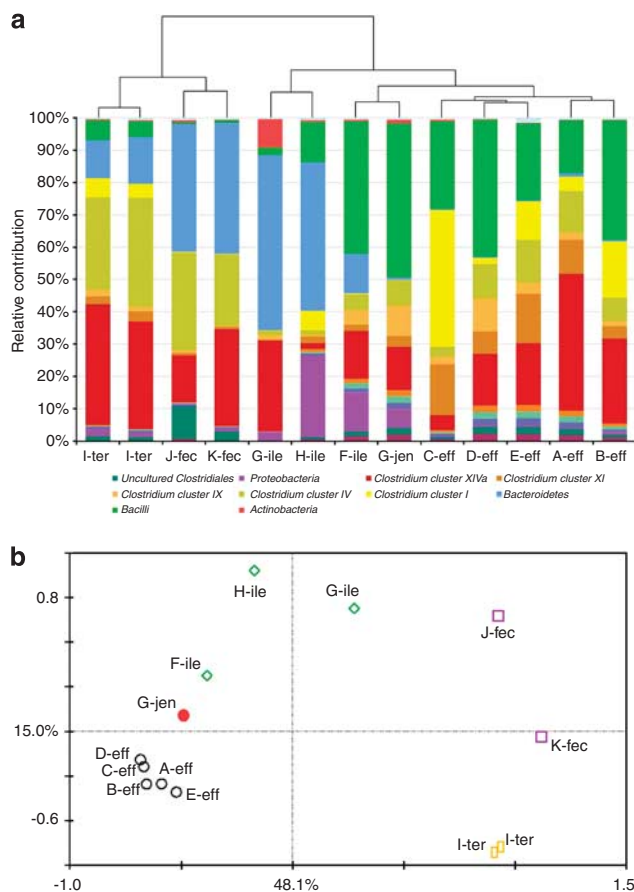 a
100%
90%
80%
70%
60%
50%
40%
30%
20%
10%
0%
Relative contribution
I-ter I-ter J-fec K-fec G-ile H-ile F-ile G-jen C-eff D-eff E-eff A-eff B-eff
Uncultured Clostridiales Proteobacteria Clostridium cluster XIVa Clostridium cluster XI
Clostridium cluster IX Clostridium cluster IV Clostridium cluster I Bacteroidetes
Bacilli Actinobacteria
b
0.8
H-ile
G-ile
J-fec
F-ile
G-jen
15.0%
K-fec
D-eff
C-eff A-eff
B-eff E-eff
-0.6
I-ter I-ter
-1.0 48.1% 1.5